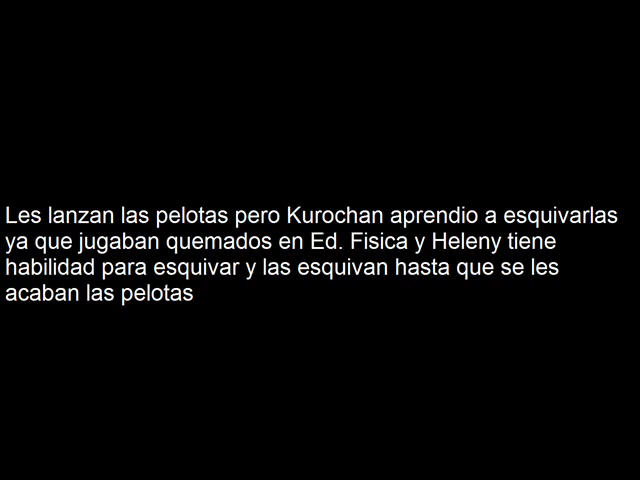 Les lanzan las pelotas pero Kurochan aprendio a esquivarlas
ya que jugaban quemados en Ed. Fisica y Heleny tiene
habilidad para esquivar y las esquivan hasta que se les
acaban las pelotas